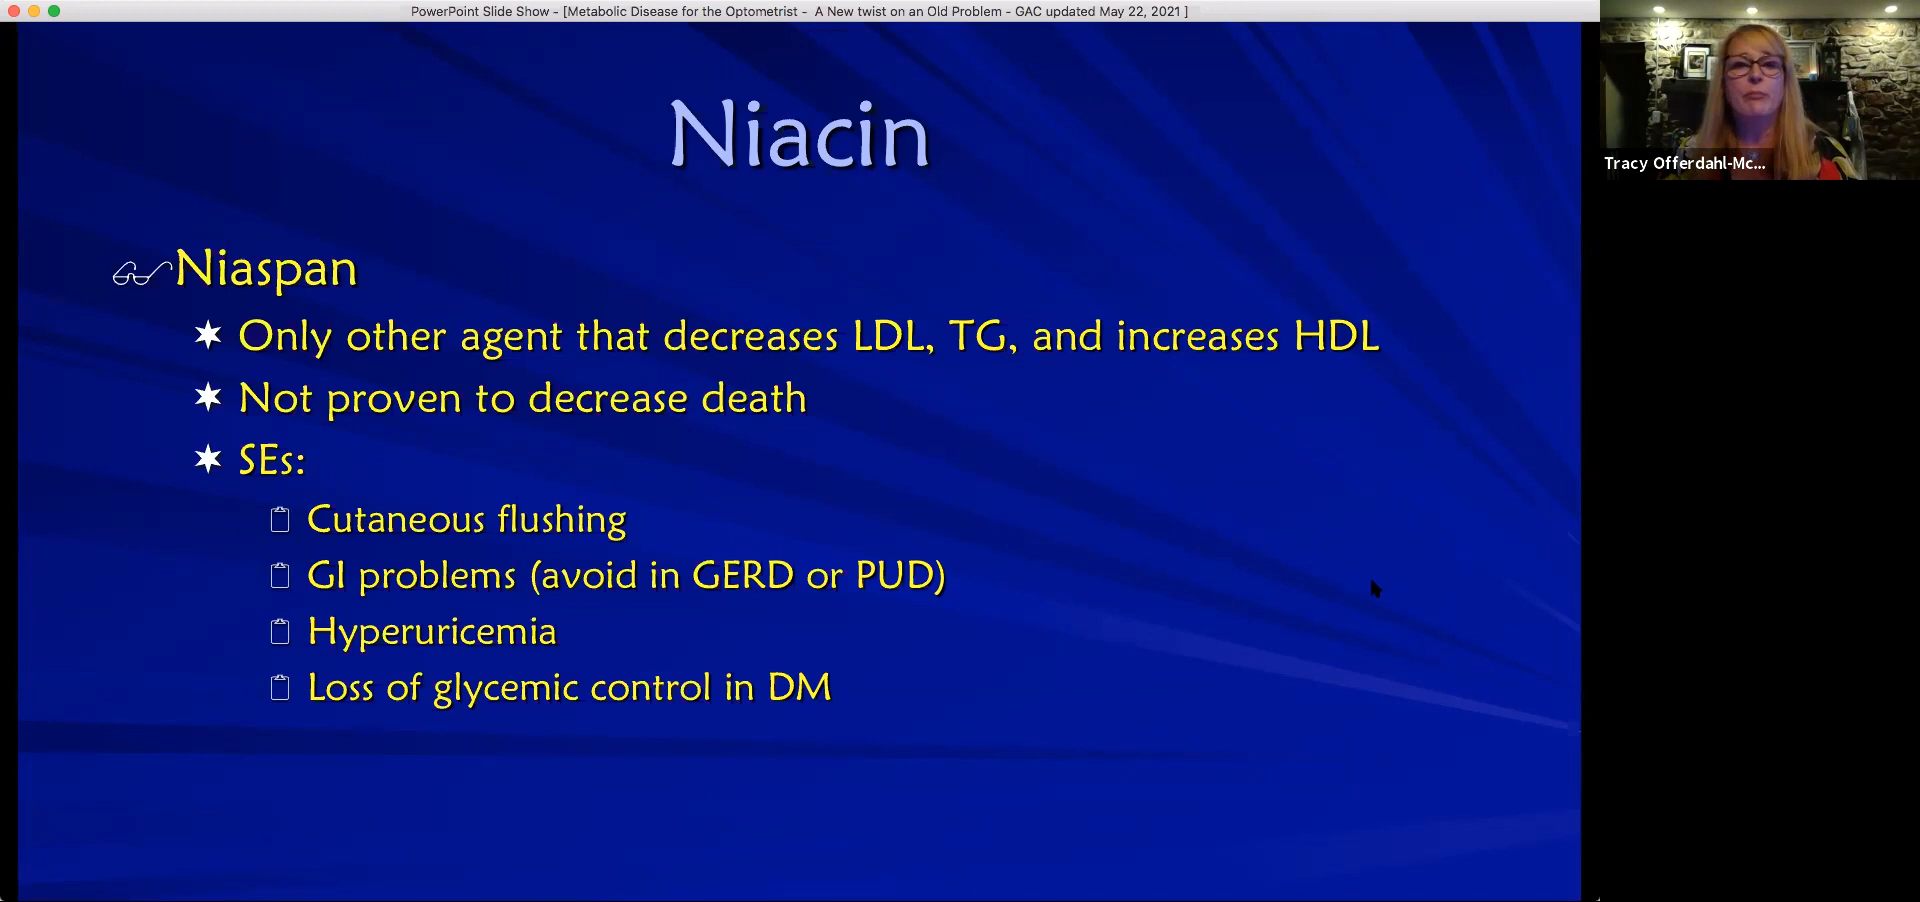 PowerPoint Slide Show - [Metabolic Disease for the Optometrist - A New twist on an Old Problem - GAC updated May 22, 2021 ]
Niacin
Niaspan
Only other agent that decreases LDL, TG, and increases HDL
Not proven to decrease death
SEs:
Cutaneous flushing
GI problems (avoid in GERD or PUD)
Hyperuricemia
Loss of glycemic control in DM
Tracy Offerdahl-Mc...